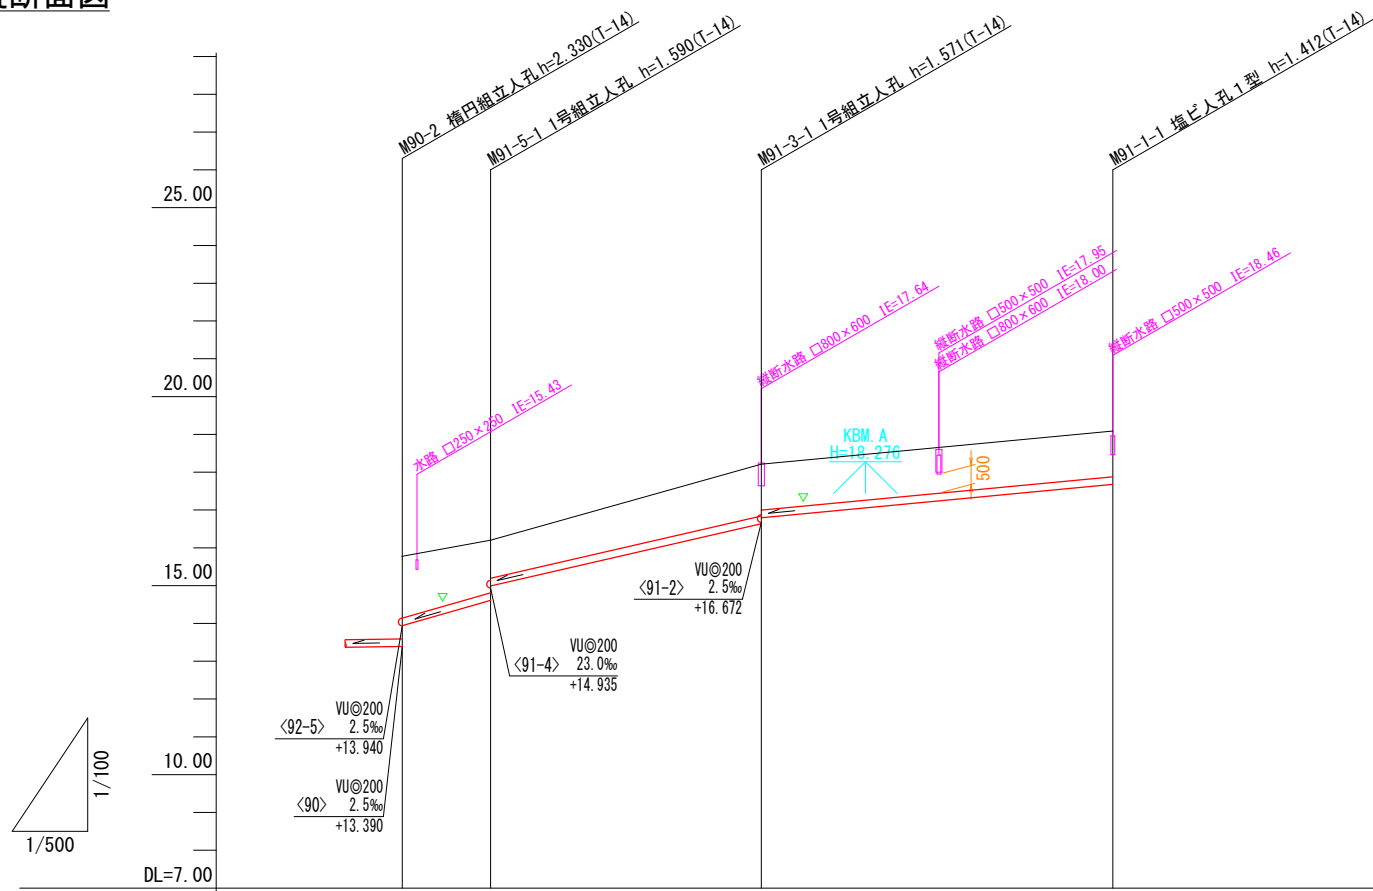 M90-2 楕円組立人孔 h=2.330(T-14)
M91-5-1 1号組立人孔 h=1.590(T-14)
M91-3-1 1号組立人孔 h=1.571(T-14)
M91-1-1 塩ビ人孔1型 h=1.412(T-14)
25.00
20.00
15.00
10.00
DL=7.00
水路 □250×250 IE=15.43
縦断水路 □800×600 IE=17.64
縦断水路 □500×500 IE=17.95
縦断水路 □800×600 IE=18.00
縦断水路 □500×500 IE=18.46
KBM.A
H=18.276
500
VU◎200
〈91-2〉 2.5‰
+16.672
VU◎200
〈91-4〉 23.0‰
+14.935
VU◎200
〈92-5〉 2.5‰
+13.940
VU◎200
〈90〉 2.5‰
+13.390
1/100
1/500